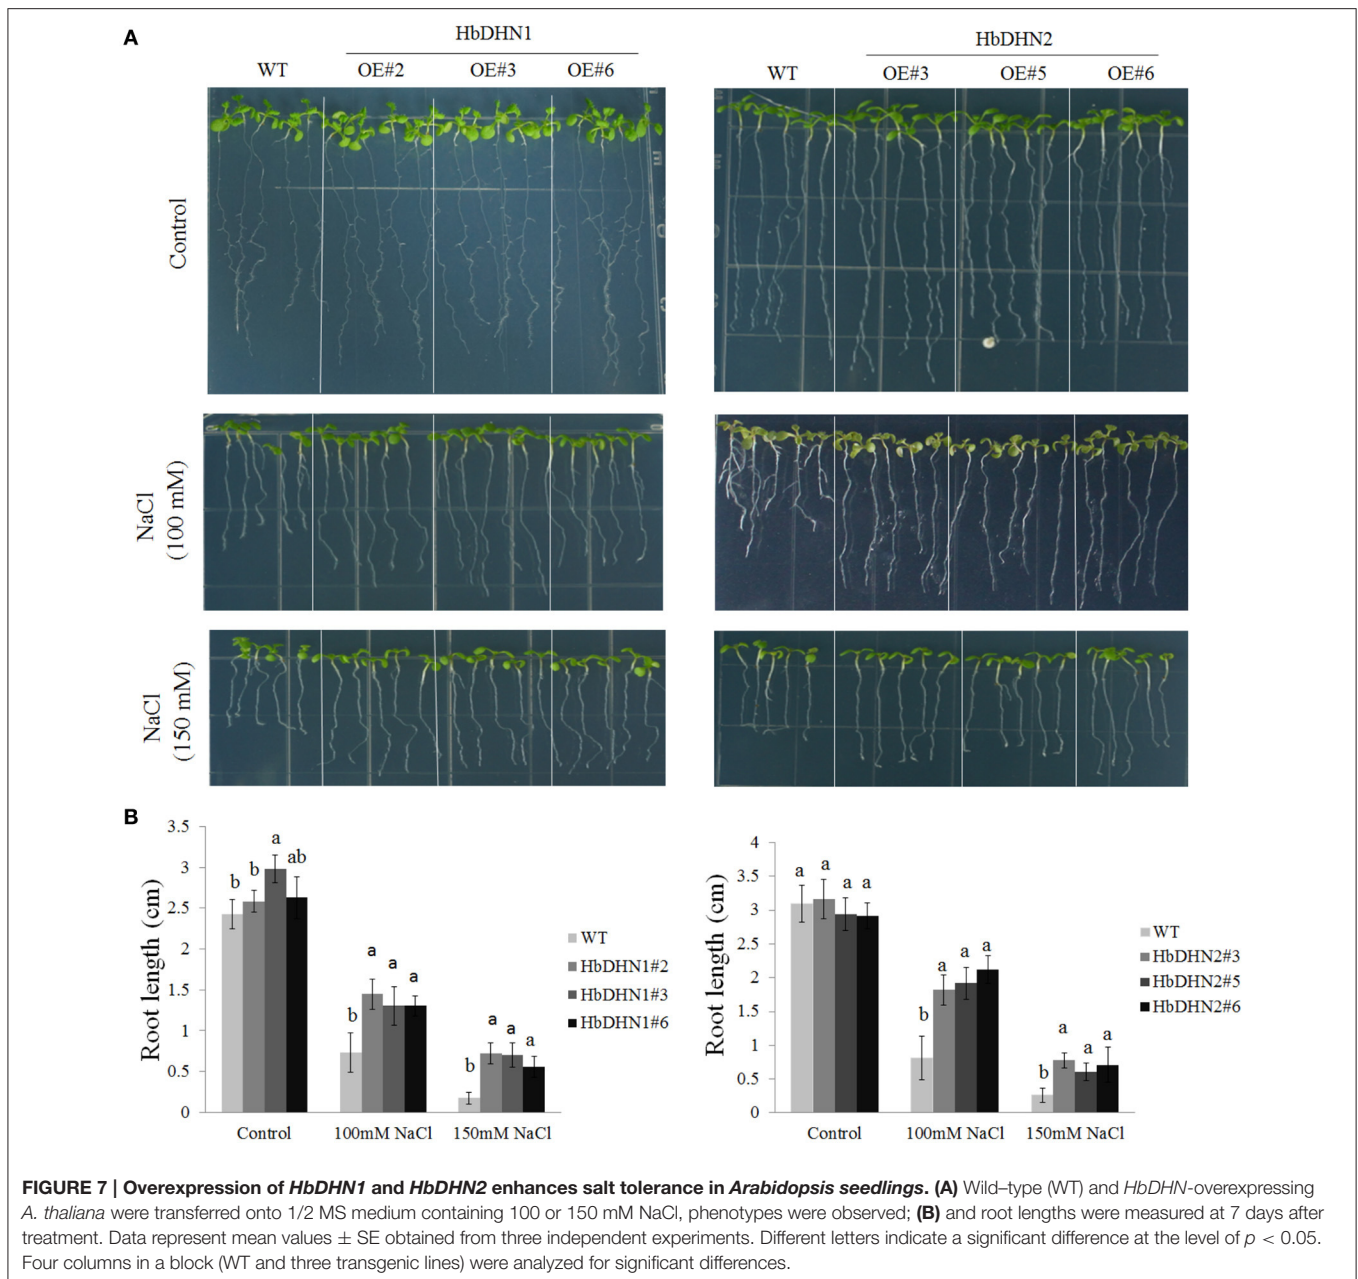 A
HbDHN1
WT OE#2 OE#3 OE#6
HbDHN2
WT OE#3 OE#5 OE#6
Control
NaCl
(100 mM)
NaCl
(150 mM)
B
Root length (cm)
3.5
3
2.5
2
1.5
1
0.5
0
b b a ab
b a a a
b a a a
Control 100mM NaCl 150mM NaCl
WT
HbDHN1#2
HbDHN1#3
HbDHN1#6
Root length (cm)
4
3.5
3
2.5
2
1.5
1
0.5
0
a a a a
b a a a
b a a a
Control 100mM NaCl 150mM NaCl
WT
HbDHN2#3
HbDHN2#5
HbDHN2#6
FIGURE 7 | Overexpression of HbDHN1 and HbDHN2 enhances salt tolerance in Arabidopsis seedlings. (A) Wild–type (WT) and HbDHN-overexpressing
A. thaliana were transferred onto 1/2 MS medium containing 100 or 150 mM NaCl, phenotypes were observed; (B) and root lengths were measured at 7 days after
treatment. Data represent mean values ± SE obtained from three independent experiments. Different letters indicate a significant difference at the level of p < 0.05.
Four columns in a block (WT and three transgenic lines) were analyzed for significant differences.